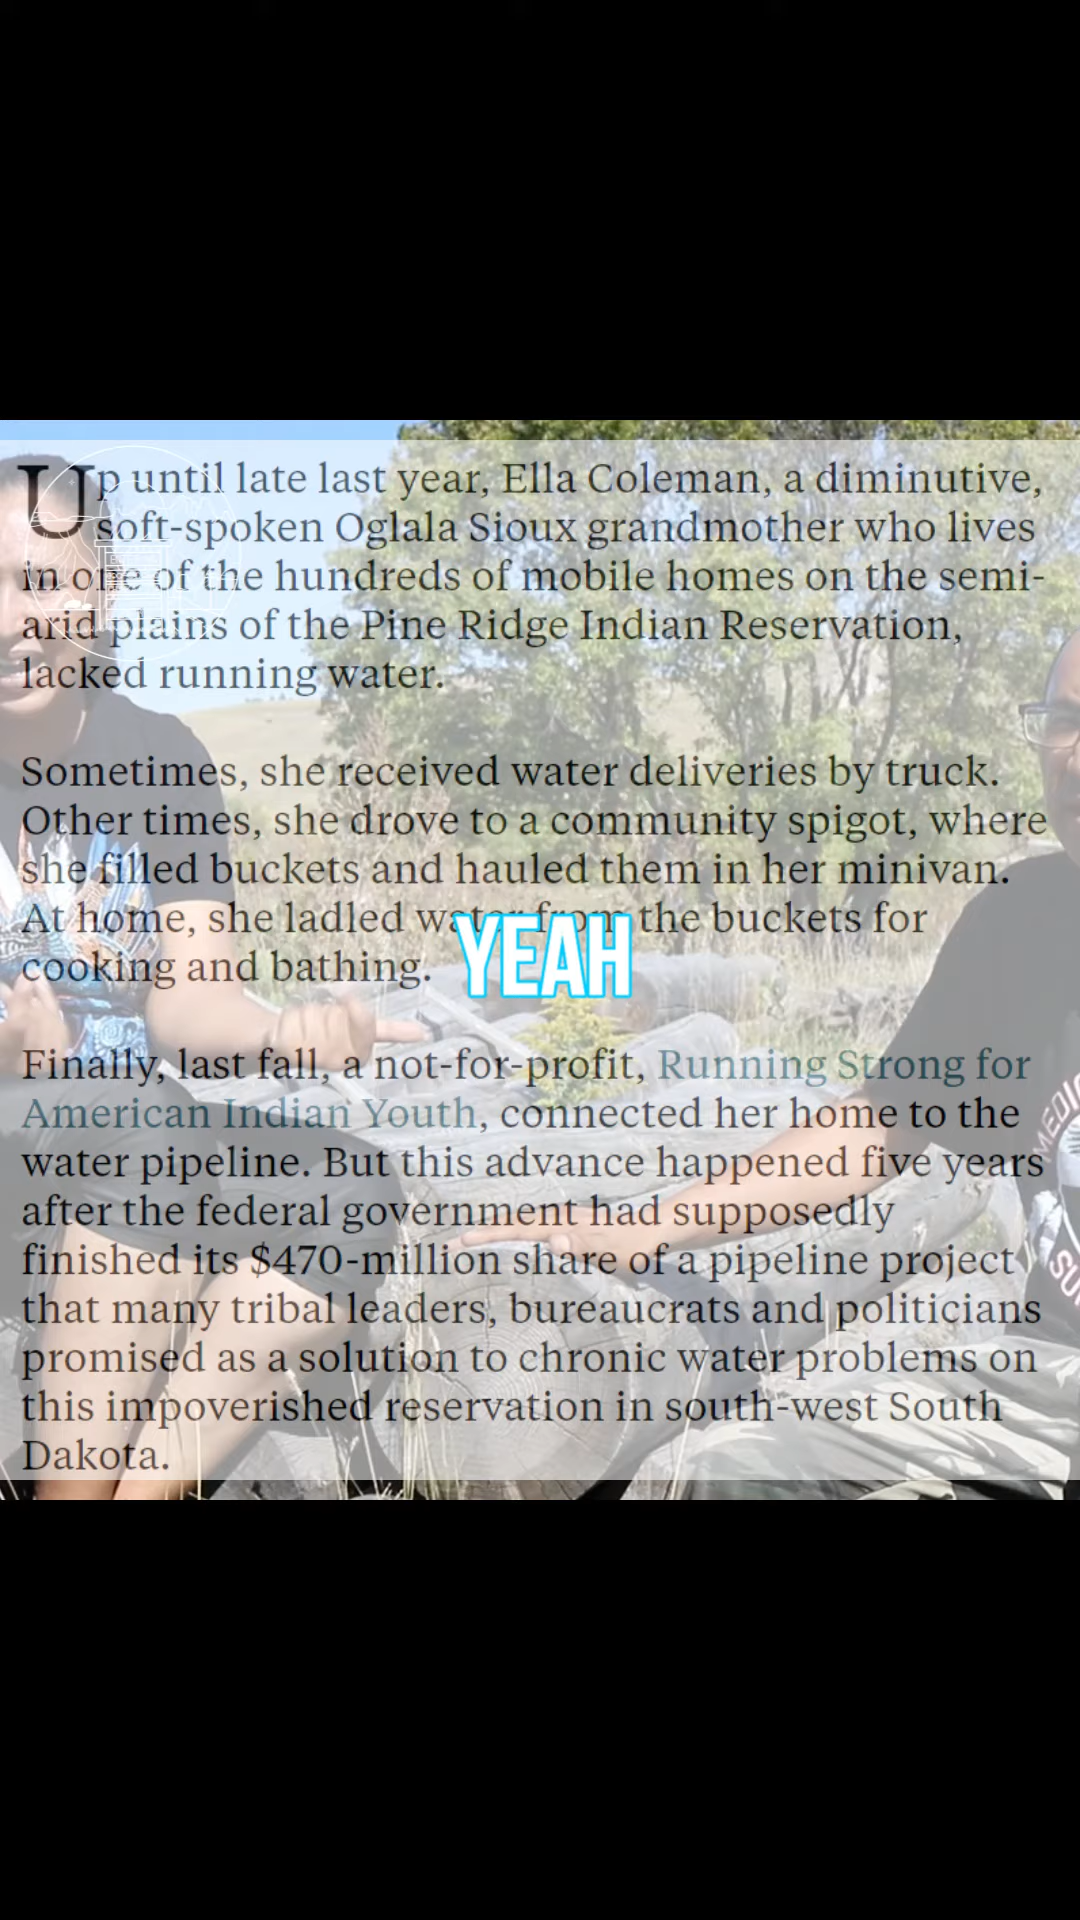 Up until late last year, Ella Coleman, a diminutive,
soft-spoken Oglala Sioux grandmother who lives
in one of the hundreds of mobile homes on the semi-
arid plains of the Pine Ridge Indian Reservation,
lacked running water.
Sometimes, she received water deliveries by truck.
Other times, she drove to a community spigot, where
she filled buckets and hauled them in her minivan.
At home, she ladled water from the buckets for
cooking and bathing.
YEAH
Finally, last fall, a not-for-profit, Running Strong for
American Indian Youth, connected her home to the
water pipeline. But this advance happened five years
after the federal government had supposedly
finished its $470-million share of a pipeline project
that many tribal leaders, bureaucrats and politicians
promised as a solution to chronic water problems on
this impoverished reservation in south-west South
Dakota.